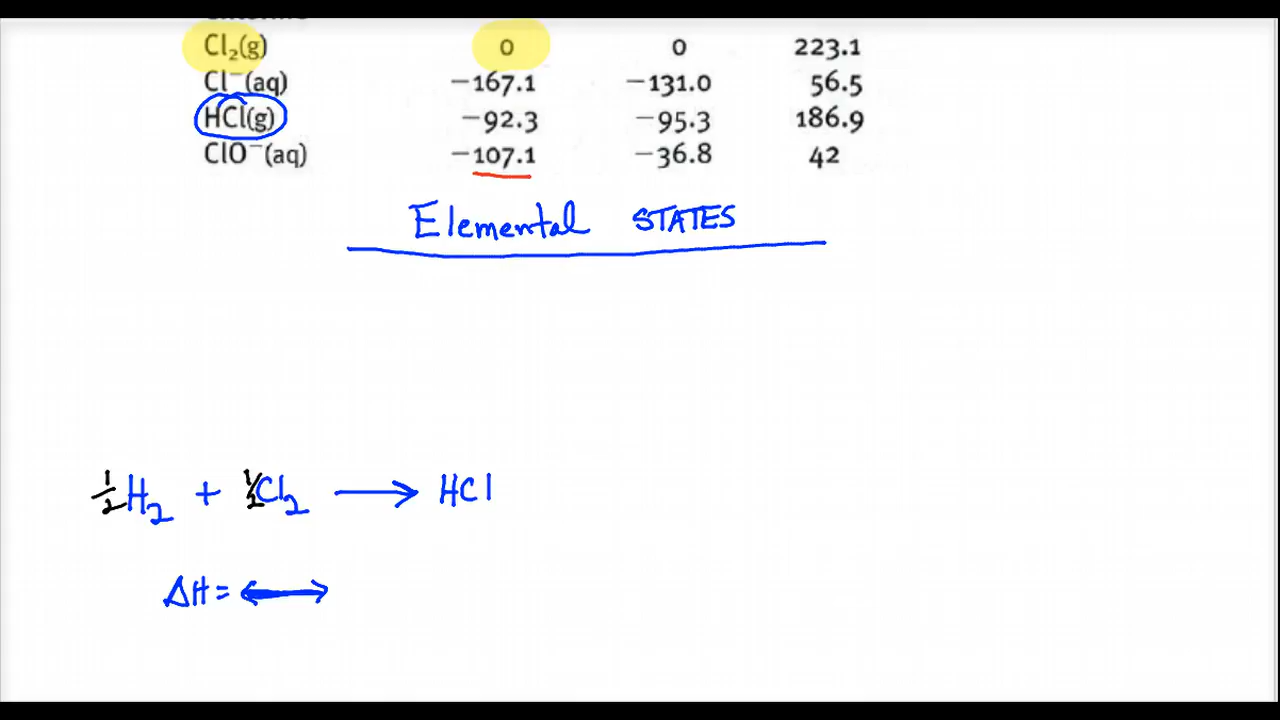 Cl₂(g) 0 0 223.1
Cl⁻(aq) −167.1 −131.0 56.5
HCl(g) −92.3 −95.3 186.9
ClO⁻(aq) −107.1 −36.8 42
Elemental STATES
½H₂ + ½Cl₂ → HCl
ΔH= ↔